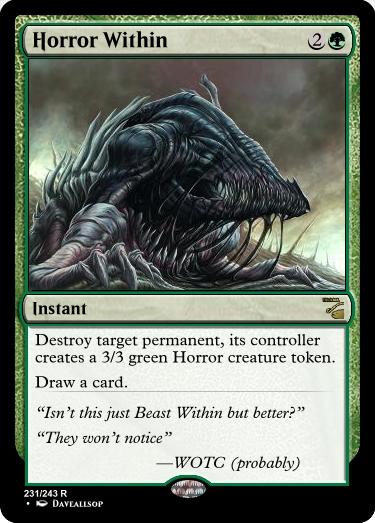 Horror Within 2
Instant
Destroy target permanent, its controller
creates a 3/3 green Horror creature token.
Draw a card.
“Isn’t this just Beast Within but better?”
“They won’t notice”
—WOTC (probably)
231/243 R
• DAVEALLSOP